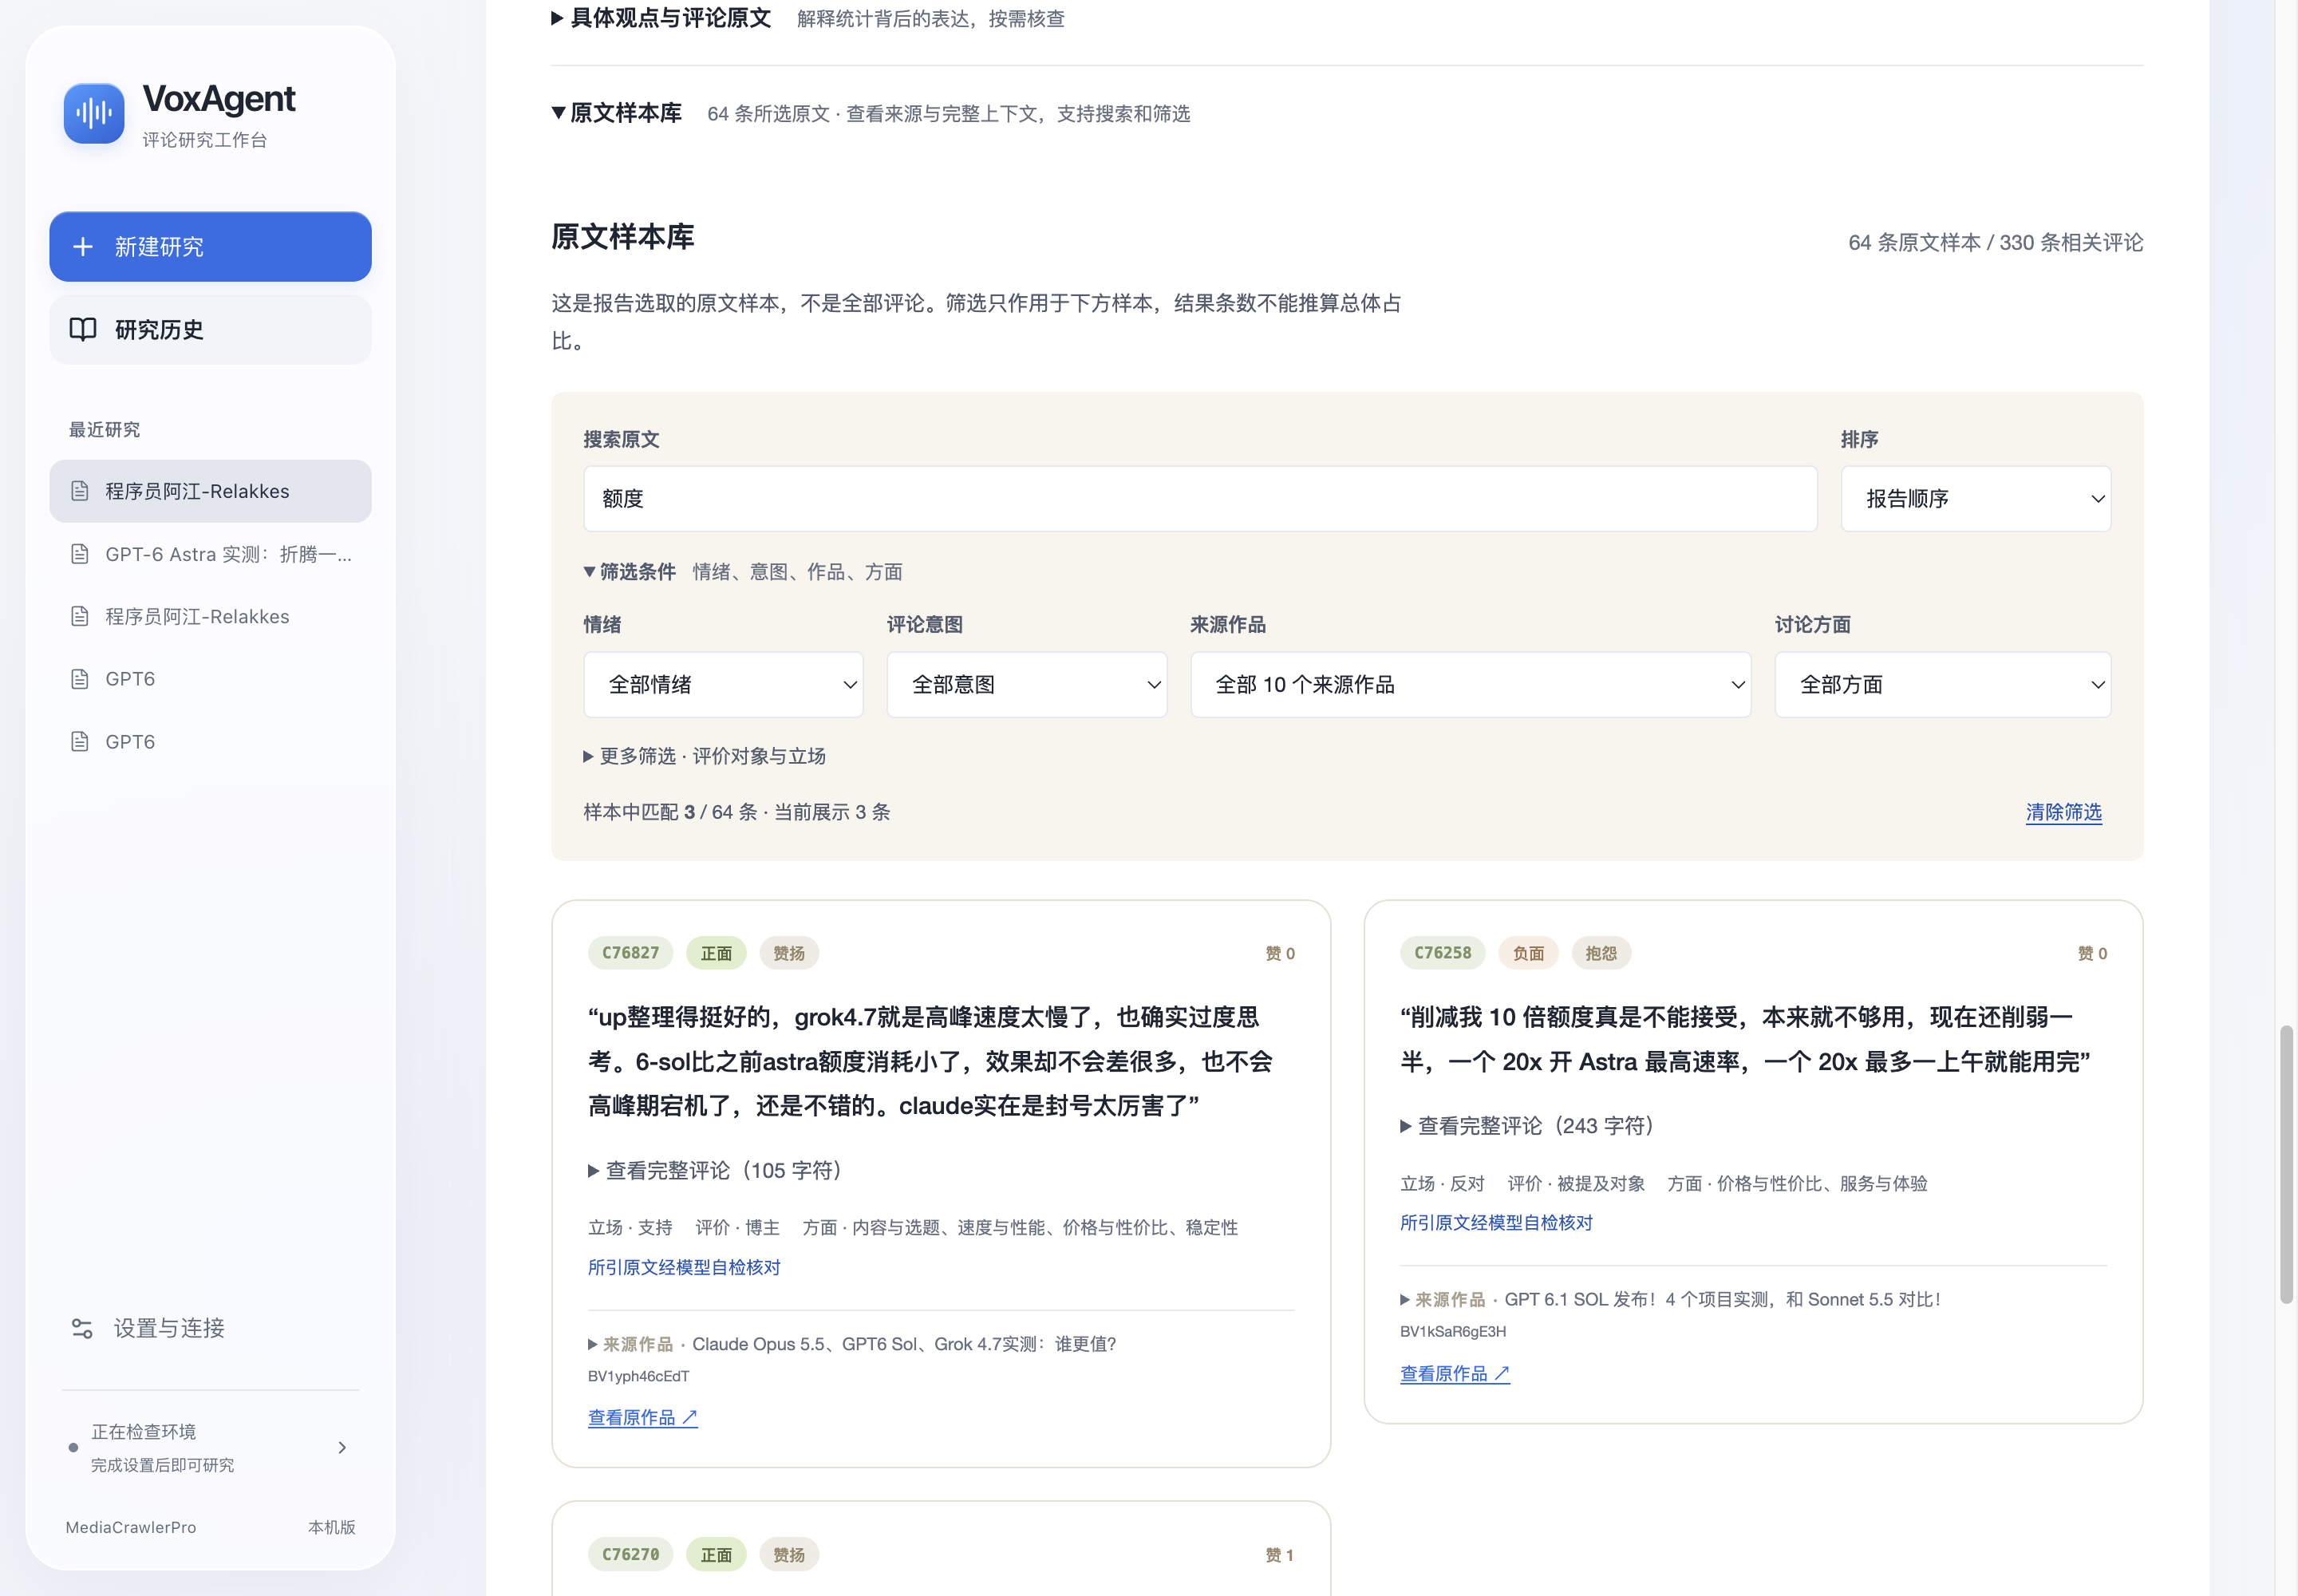 VoxAgent
评论研究工作台
新建研究
研究历史
最近研究
程序员阿江-Relakkes
GPT-6 Astra 实测：折腾一...
程序员阿江-Relakkes
GPT6
GPT6
设置与连接
正在检查环境
完成设置后即可研究
MediaCrawlerPro 本机版
▶ 具体观点与评论原文 解释统计背后的表达，按需核查
▼原文样本库 64 条所选原文 · 查看来源与完整上下文，支持搜索和筛选
原文样本库
64 条原文样本 / 330 条相关评论
这是报告选取的原文样本，不是全部评论。筛选只作用于下方样本，结果条数不能推算总体占
比。
搜索原文 排序
额度 报告顺序
▼筛选条件 情绪、意图、作品、方面
情绪 评论意图 来源作品 讨论方面
全部情绪 全部意图 全部 10 个来源作品 全部方面
▶ 更多筛选 · 评价对象与立场
样本中匹配 3 / 64 条 · 当前展示 3 条 清除筛选
C76827 正面 赞扬 赞 0
“up整理得挺好的，grok4.7就是高峰速度太慢了，也确实过度思
考。6-sol比之前astra额度消耗小了，效果却不会差很多，也不会
高峰期宕机了，还是不错的。claude实在是封号太厉害了”
▶ 查看完整评论（105 字符）
立场 · 支持 评价 · 博主 方面 · 内容与选题、速度与性能、价格与性价比、稳定性
所引原文经模型自检核对
▶ 来源作品 · Claude Opus 5.5、GPT6 Sol、Grok 4.7实测：谁更值？
BV1yph46cEdT
查看原作品 ↗
C76258 负面 抱怨 赞 0
“削减我 10 倍额度真是不能接受，本来就不够用，现在还削弱一
半，一个 20x 开 Astra 最高速率，一个 20x 最多一上午就能用完”
▶ 查看完整评论（243 字符）
立场 · 反对 评价 · 被提及对象 方面 · 价格与性价比、服务与体验
所引原文经模型自检核对
▶ 来源作品 · GPT 6.1 SOL 发布！4 个项目实测，和 Sonnet 5.5 对比！
BV1kSaR6gE3H
查看原作品 ↗
C76270 正面 赞扬 赞 1